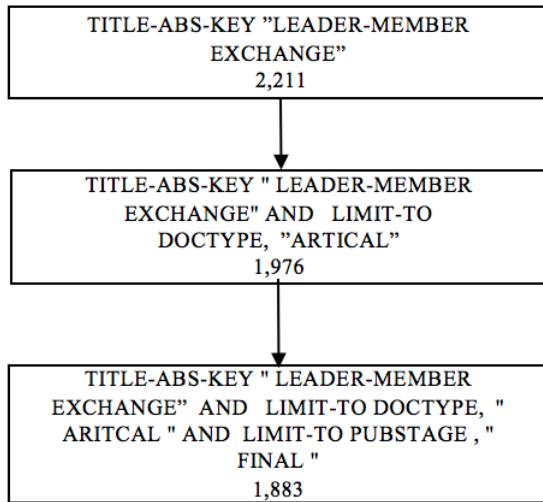 TITLE-ABS-KEY ”LEADER-MEMBER
EXCHANGE”
2,211
TITLE-ABS-KEY " LEADER-MEMBER
EXCHANGE" AND LIMIT-TO
DOCTYPE, ”ARTICAL”
1,976
TITLE-ABS-KEY " LEADER-MEMBER
EXCHANGE” AND LIMIT-TO DOCTYPE, "
ARITCAL " AND LIMIT-TO PUBSTAGE , "
FINAL "
1,883